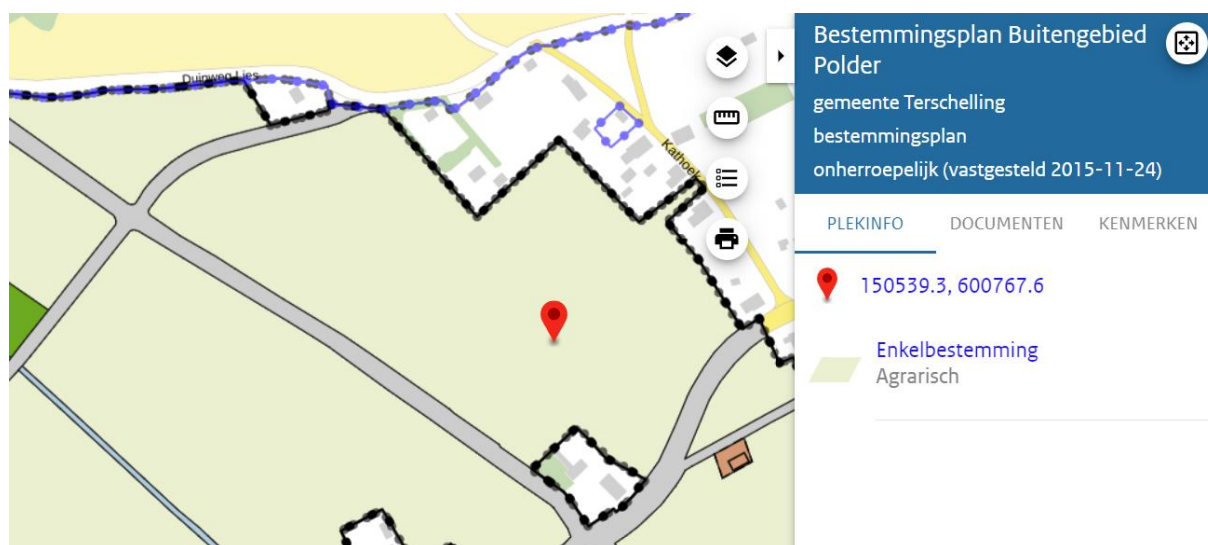 Duinweg Lies
Kathoek
Bestemmingsplan Buitengebied
Polder
gemeente Terschelling
bestemmingsplan
onherroepelijk (vastgesteld 2015-11-24)
PLEKINFO DOCUMENTEN KENMERKEN
150539.3, 600767.6
Enkelbestemming
Agrarisch